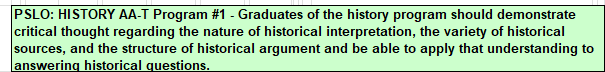 PSLO: HISTORY AA-T Program #1 - Graduates of the history program should demonstrate
critical thought regarding the nature of historical interpretation, the variety of historical
sources, and the structure of historical argument and be able to apply that understanding to
answering historical questions.